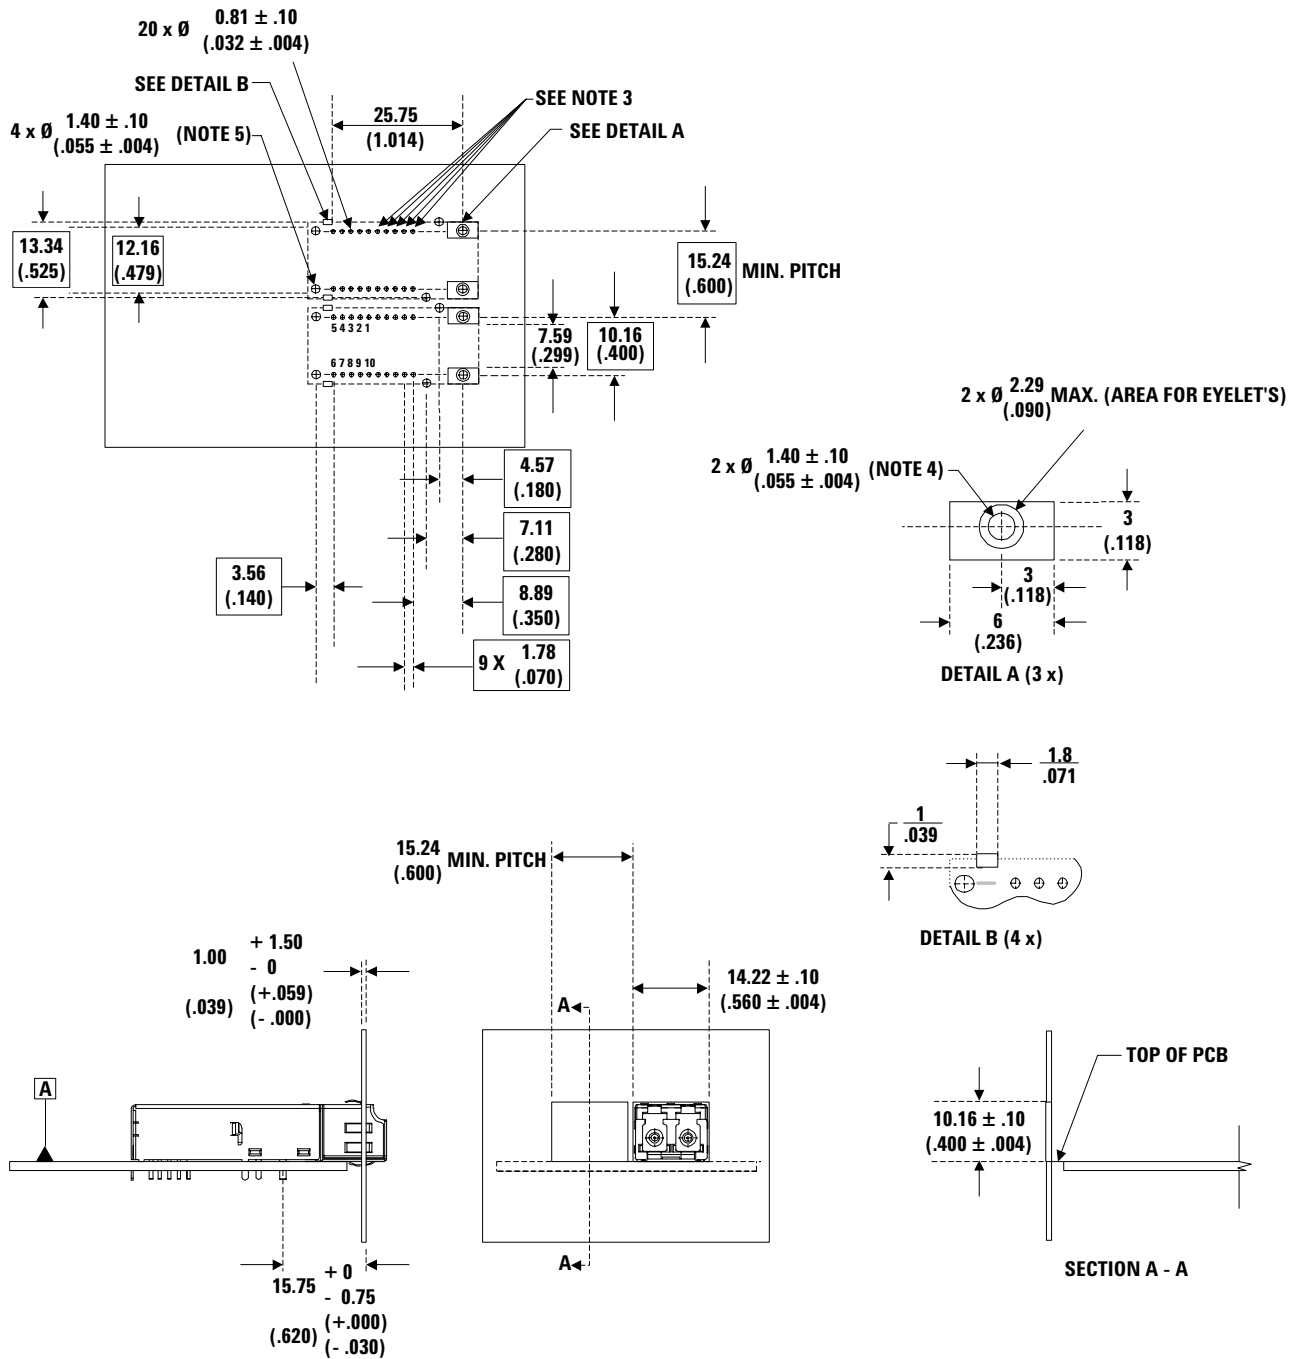 20 x Ø 0.81 ± .10
(.032 ± .004)
SEE DETAIL B
4 x Ø 1.40 ± .10
(.055 ± .004)
(NOTE 5)
25.75
(1.014)
SEE NOTE 3
SEE DETAIL A
13.34
(.525)
12.16
(.479)
15.24
(.600)
MIN. PITCH
5 4 3 2 1
6 7 8 9 10
7.59
(.299)
10.16
(.400)
4.57
(.180)
7.11
(.280)
3.56
(.140)
8.89
(.350)
9 X 1.78
(.070)
2 x Ø 2.29 MAX. (AREA FOR EYELET'S)
(.090)
2 x Ø 1.40 ± .10 (NOTE 4)
(.055 ± .004)
3
(.118)
3
(.118)
6
(.236)
DETAIL A (3 x)
1.8
.071
1
.039
DETAIL B (4 x)
15.24
(.600)
MIN. PITCH
1.00 + 1.50
- 0
(.039) (+.059)
(- .000)
14.22 ± .10
(.560 ± .004)
A
A
A
TOP OF PCB
10.16 ± .10
(.400 ± .004)
SECTION A - A
15.75 + 0
- 0.75
(.620) (+.000)
(- .030)